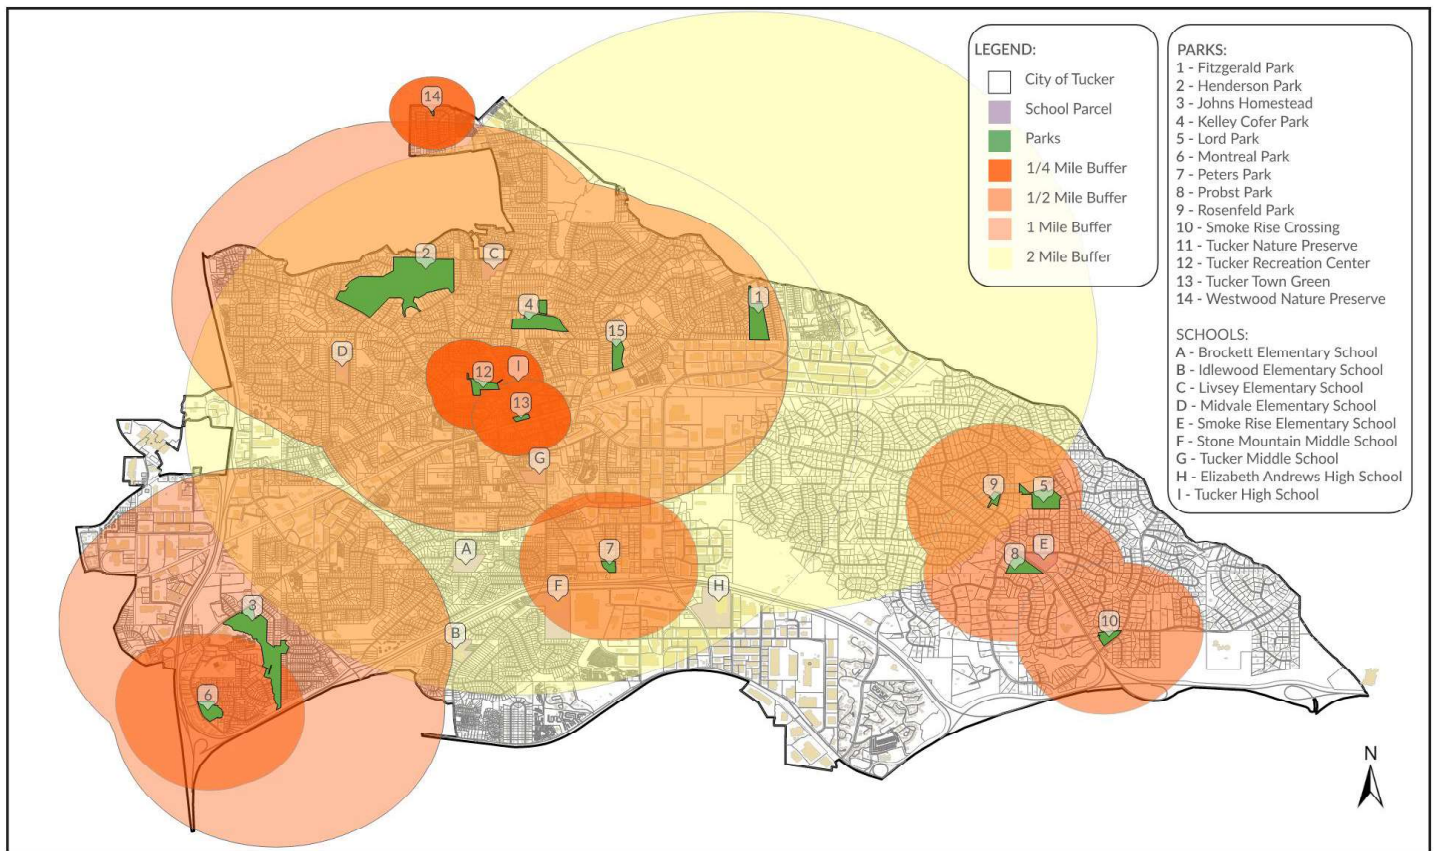 LEGEND:
City of Tucker
School Parcel
Parks
1/4 Mile Buffer
1/2 Mile Buffer
1 Mile Buffer
2 Mile Buffer
PARKS:
1 - Fitzgerald Park
2 - Henderson Park
3 - Johns Homestead
4 - Kelley Cofer Park
5 - Lord Park
6 - Montreal Park
7 - Peters Park
8 - Probst Park
9 - Rosenfeld Park
10 - Smoke Rise Crossing
11 - Tucker Nature Preserve
12 - Tucker Recreation Center
13 - Tucker Town Green
14 - Westwood Nature Preserve
SCHOOLS:
A - Brockett Elementary School
B - Idlewood Elementary School
C - Livsey Elementary School
D - Midvale Elementary School
E - Smoke Rise Elementary School
F - Stone Mountain Middle School
G - Tucker Middle School
H - Elizabeth Andrews High School
I - Tucker High School
14
2
C
4
1
15
D
12
I
13
G
9
5
A
7
8
E
F
H
3
B
10
6
N